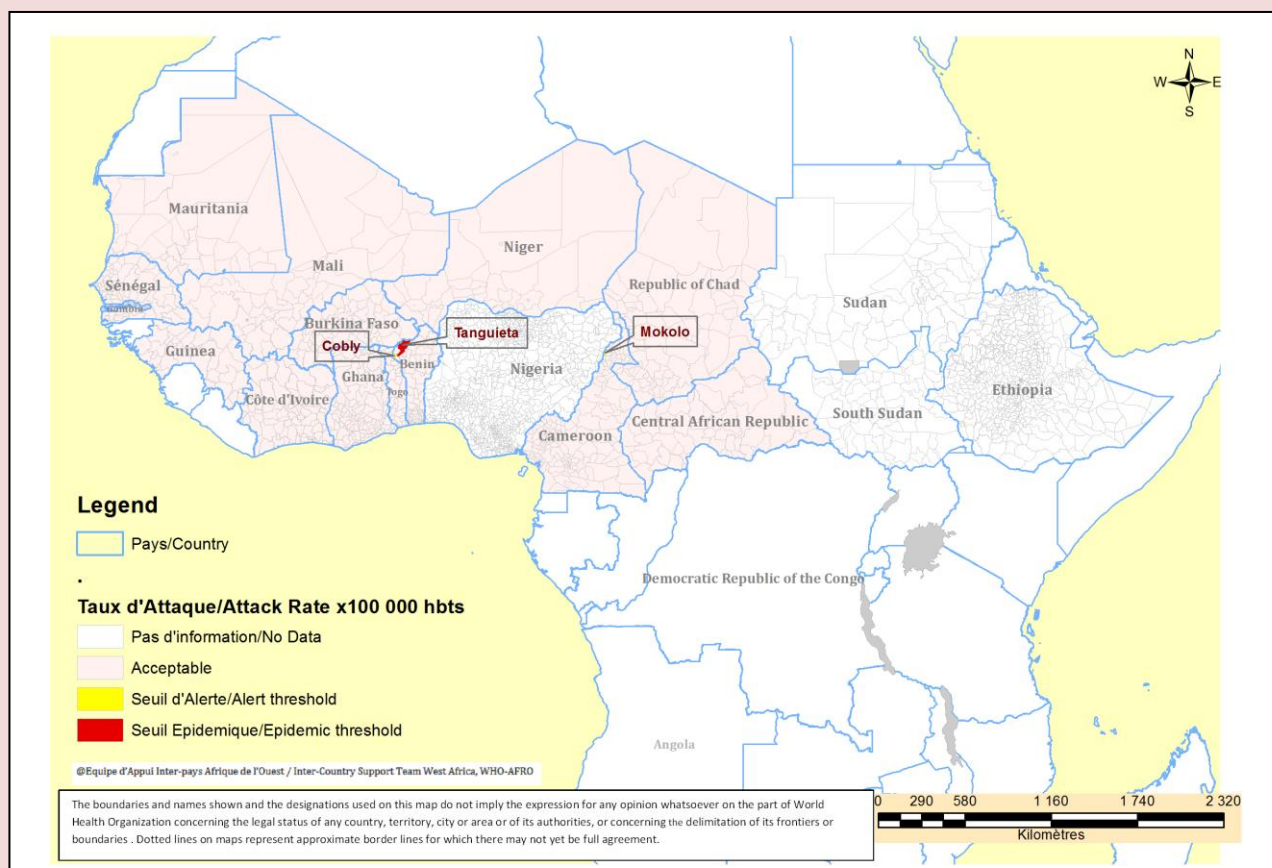 N
W E
S
Mauritania
Mali
Niger
Republic of Chad
Sudan
Sénégal
Gambia
Burkina Faso
Tanguieta
Mokolo
Cobly
Guinea
Benin
Nigeria
Ghana
Togo
Côte d'Ivoire
Ethiopia
Cameroon
Central African Republic
South Sudan
Legend
Pays/Country
.
Taux d'Attaque/Attack Rate x100 000 hbts
Pas d'information/No Data
Acceptable
Seuil d'Alerte/Alert threshold
Seuil Epidemique/Epidemic threshold
Democratic Republic of the Congo
Angola
@Equipe d'Appui Inter-pays Afrique de l'Ouest / Inter-Country Support Team West Africa, WHO-AFRO
The boundaries and names shown and the designations used on this map do not imply the expression for any opinion whatsoever on the part of World
Health Organization concerning the legal status of any country, territory, city or area or of its authorities, or concerning the delimitation of its frontiers or
boundaries . Dotted lines on maps represent approximate border lines for which there may not yet be full agreement.
0 290 580 1 160 1 740 2 320
Kilomètres